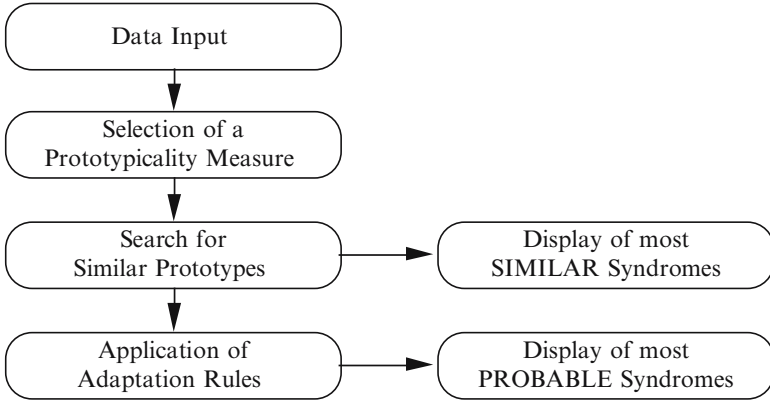 Data Input
Selection of a
Prototypicality Measure
Search for
Similar Prototypes
Display of most
SIMILAR Syndromes
Application of
Adaptation Rules
Display of most
PROBABLE Syndromes